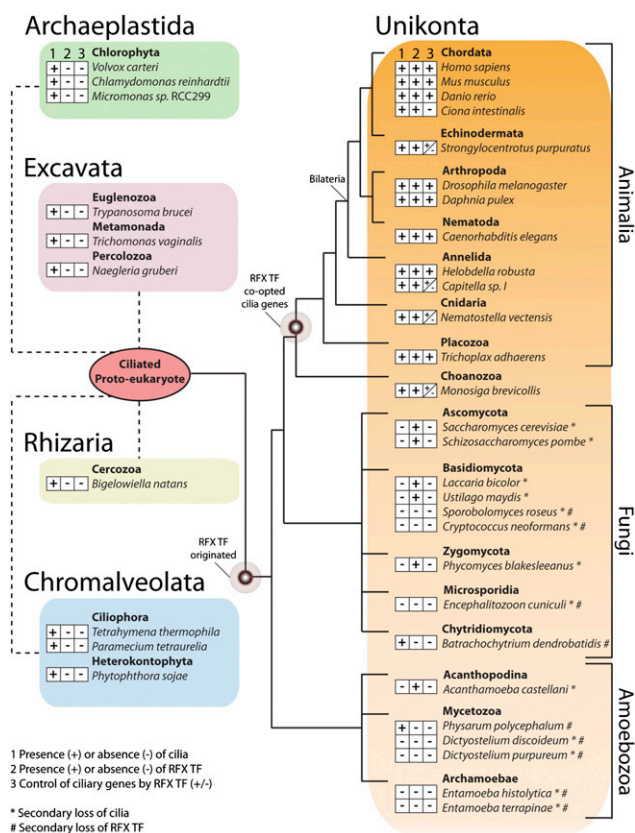 Archaeplastida
1 2 3 Chlorophyta
+ - - Volvox carteri
+ - - Chlamydomonas reinhardtii
+ - - Micromonas sp. RCC299
Excavata
Euglenozoa
+ - - Trypanosoma brucei
Metamonada
+ - - Trichomonas vaginalis
Percolozoa
+ - - Naegleria gruberi
Ciliated
Proto-eukaryote
Rhizaria
Cercozoa
+ - - Bigelowiella natans
Chromalveolata
Ciliophora
+ - - Tetrahymena thermophila
+ - - Paramecium tetraurelia
Heterokontophyta
+ - - Phytophthora sojae
1 Presence (+) or absence (-) of cilia
2 Presence (+) or absence (-) of RFX TF
3 Control of ciliary genes by RFX TF (+/-)
* Secondary loss of cilia
# Secondary loss of RFX TF
RFX TF
originated
RFX TF
co-opted
cilia genes
Bilateria
Unikonta
1 2 3 Chordata
+ + + Homo sapiens
+ + + Mus musculus
+ + + Danio rerio
+ + - Ciona intestinalis
Echinodermata
+ + +/- Strongylocentrotus purpuratus
Arthropoda
+ + + Drosophila melanogaster
+ + + Daphnia pulex
Nematoda
+ + + Caenorhabditis elegans
Annelida
+ + + Helobdella robusta
+ + +/- Capitella sp. I
Cnidaria
+ + +/- Nematostella vectensis
Placozoa
+ + + Trichoplax adhaerens
Animalia
Choanozoa
+ + +/- Monosiga brevicollis
Ascomycota
- + - Saccharomyces cerevisiae *
- + - Schizosaccharomyces pombe *
Basidiomycota
- + - Laccaria bicolor *
- + - Ustilago maydis *
- - - Sporobolomyces roseus * #
- - - Cryptococcus neoformans * #
Zygomycota
- + - Phycomyces blakesleeanus *
Microsporidia
- - - Encephalitozoon cuniculi * #
Chytridiomycota
+ - - Batrachochytrium dendrobatidis #
Fungi
Acanthopodina
- + - Acanthamoeba castellani *
Mycetozoa
+ - - Physarum polycephalum #
- - - Dictyostelium discoideum * #
- - - Dictyostelium purpureum * #
Archamoebae
- - - Entamoeba histolytica * #
- - - Entamoeba terrapinae * #
Amoebozoa